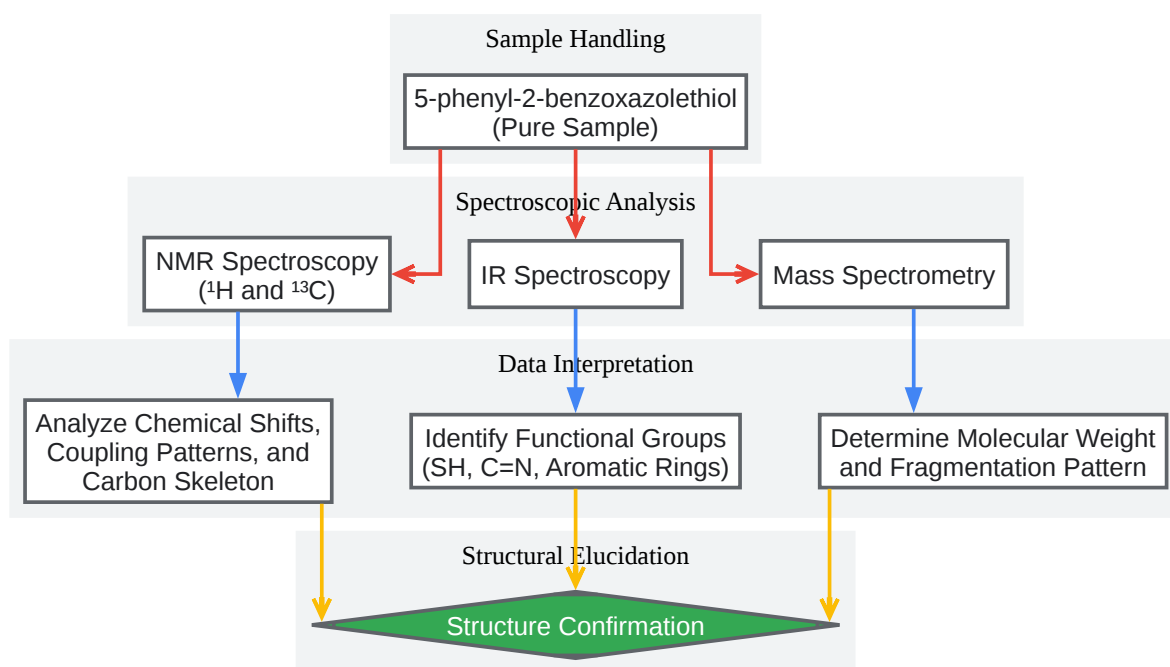 Sample Handling
5-phenyl-2-benzoxazolethiol
(Pure Sample)
Spectroscopic Analysis
NMR Spectroscopy
(¹H and ¹³C)
IR Spectroscopy
Mass Spectrometry
Data Interpretation
Analyze Chemical Shifts,
Coupling Patterns, and
Carbon Skeleton
Identify Functional Groups
(SH, C=N, Aromatic Rings)
Determine Molecular Weight
and Fragmentation Pattern
Structural Elucidation
Structure Confirmation